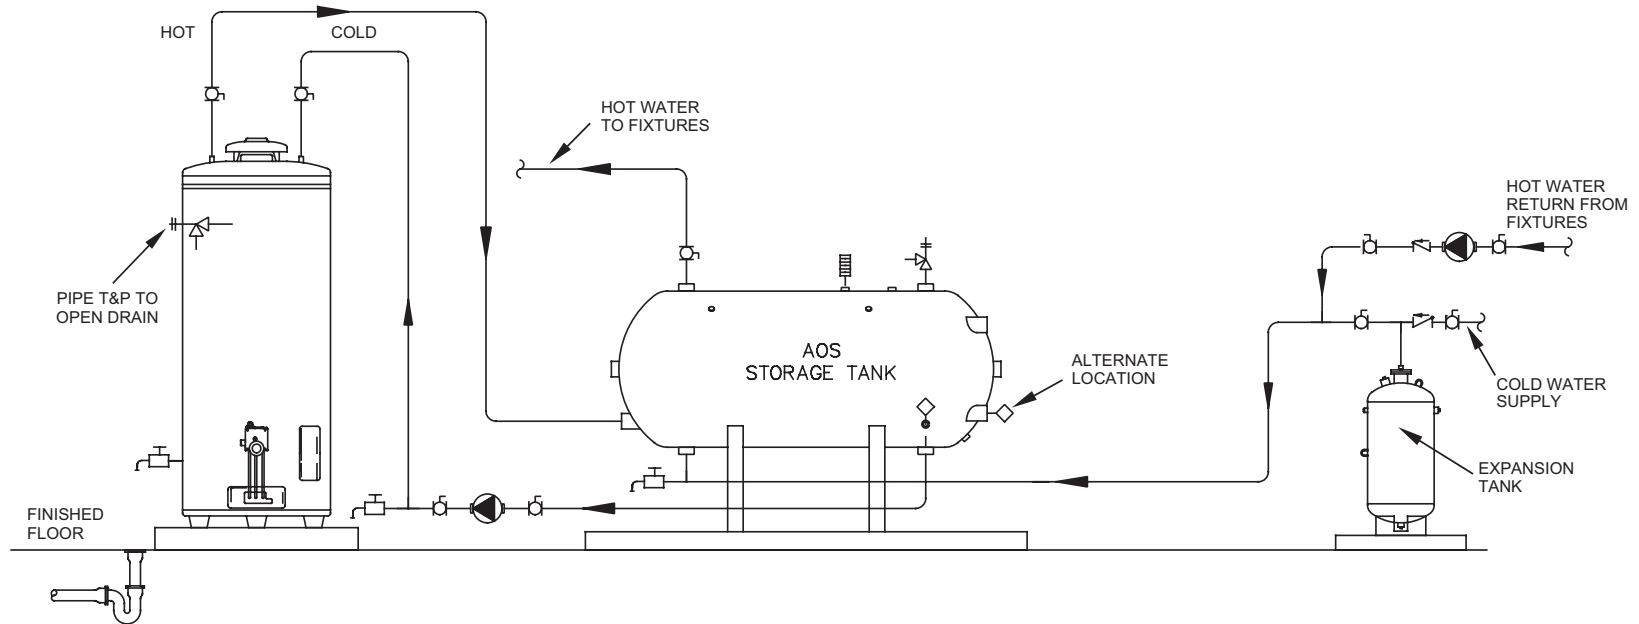 HOT
COLD
HOT WATER
TO FIXTURES
HOT WATER
RETURN FROM
FIXTURES
PIPE T&P TO
OPEN DRAIN
AOS
STORAGE TANK
ALTERNATE
LOCATION
COLD WATER
SUPPLY
EXPANSION
TANK
FINISHED
FLOOR